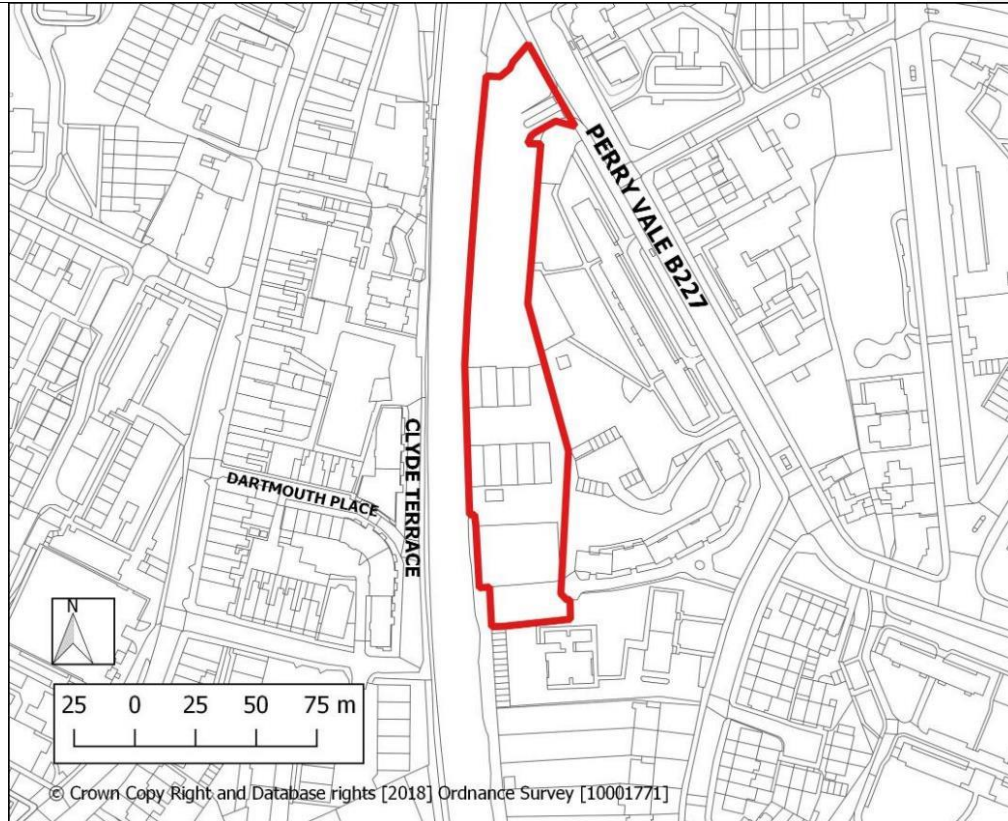 PERRY VALE B227
CLYDE TERRACE
DARTMOUTH PLACE
N
25 0 25 50 75 m
© Crown Copy Right and Database rights [2018] Ordnance Survey [10001771]